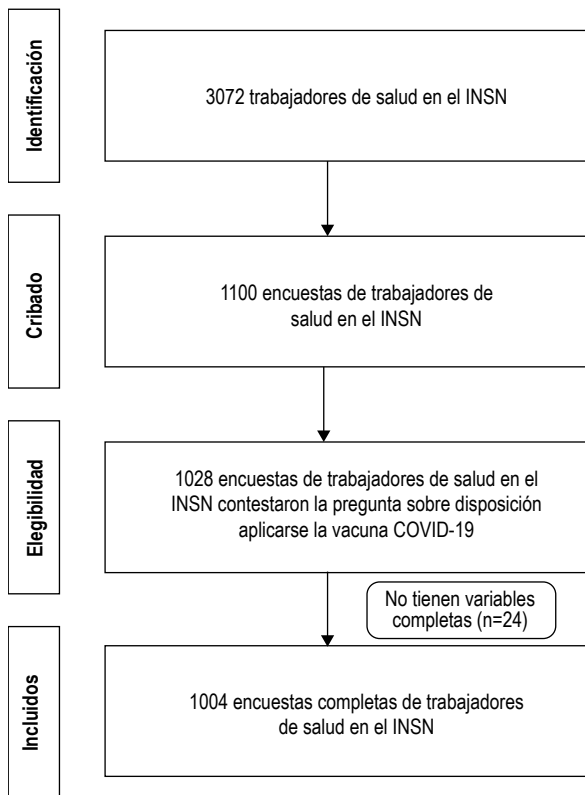 Identificación
3072 trabajadores de salud en el INSN
Cribado
1100 encuestas de trabajadores de
salud en el INSN
Elegibilidad
1028 encuestas de trabajadores de salud en el
INSN contestaron la pregunta sobre disposición
aplicarse la vacuna COVID-19
No tienen variables
completas (n=24)
Incluidos
1004 encuestas completas de trabajadores
de salud en el INSN